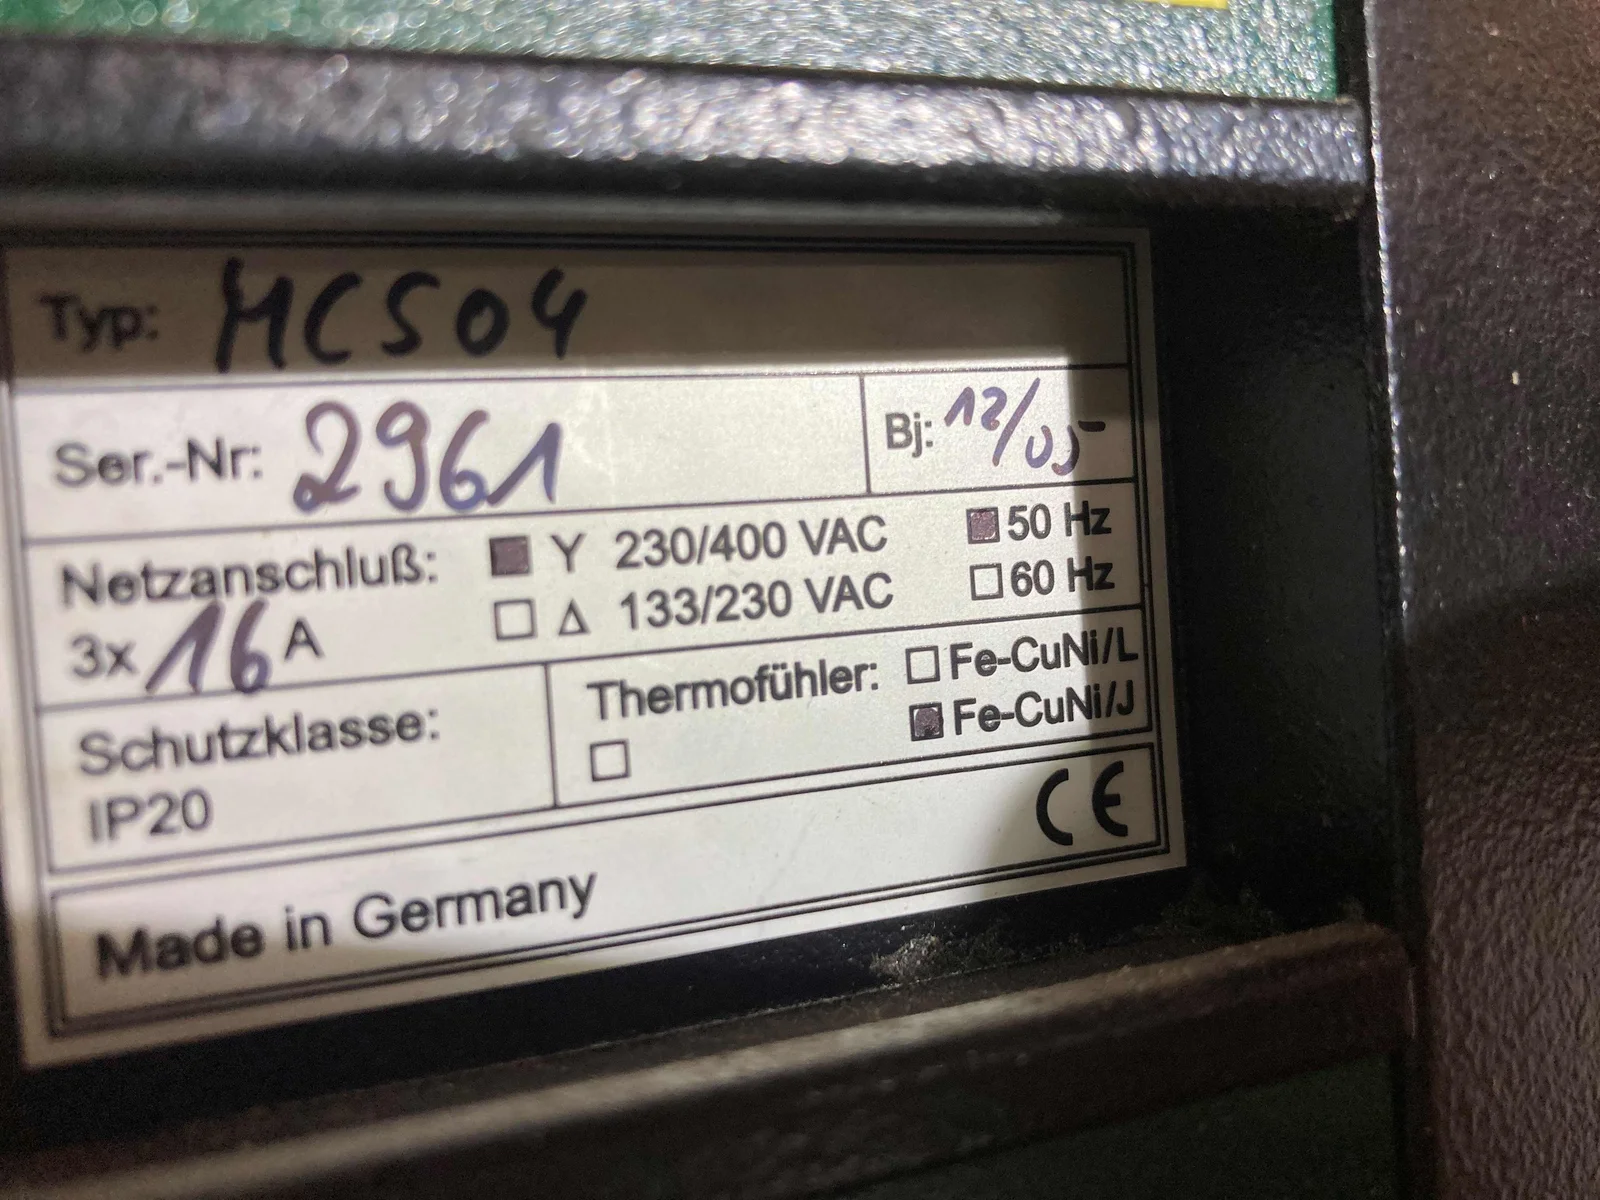 Typ: MCS04
Ser.-Nr: 2961
Bj: 12/05
Netzanschluß: ■ Y 230/400 VAC ■ 50 Hz
3x 16 A □ Δ 133/230 VAC □ 60 Hz
Schutzklasse:
IP20
Thermofühler: □ Fe-CuNi/L
□ ■ Fe-CuNi/J
CE
Made in Germany